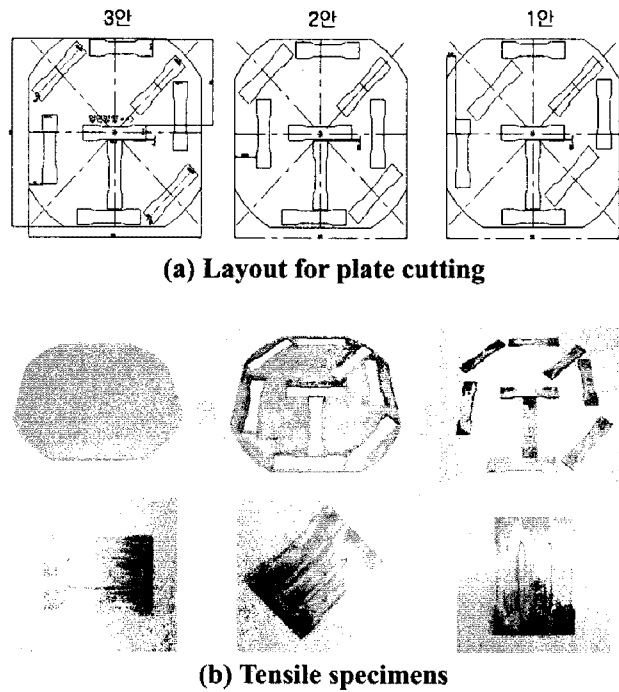 3안 2안 1안
(a) Layout for plate cutting
(b) Tensile specimens